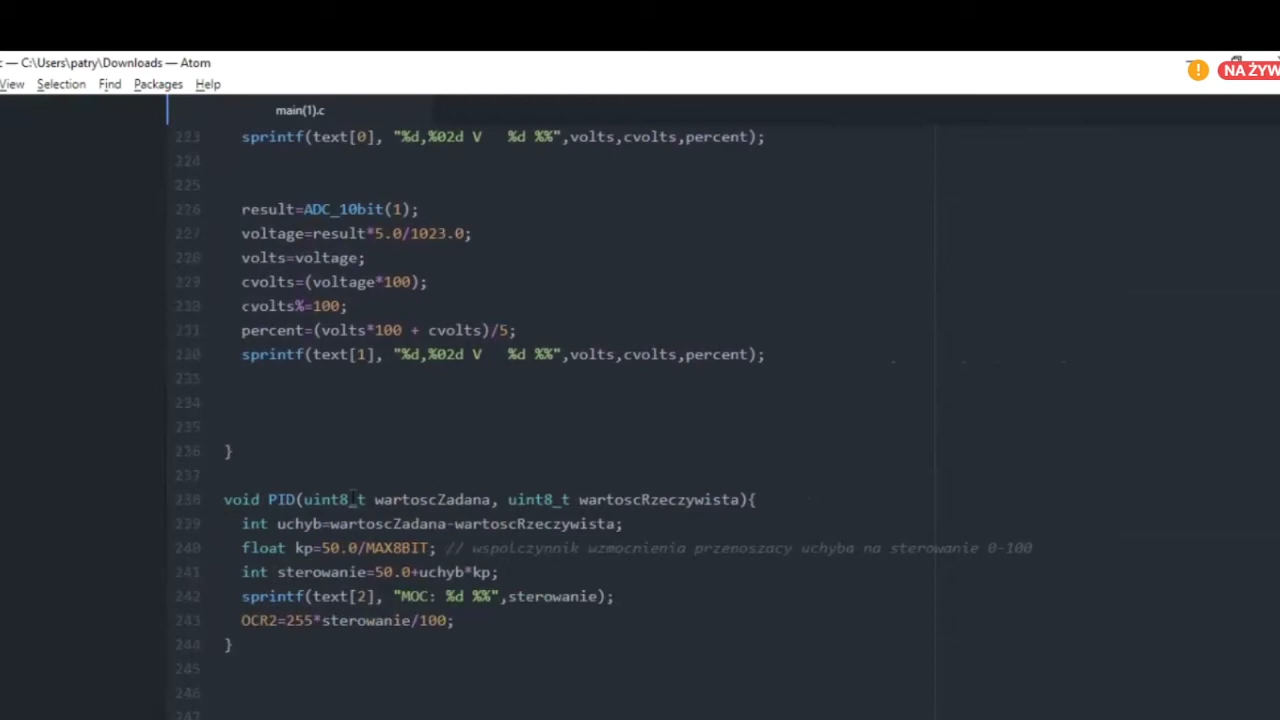 c — C:\Users\patry\Downloads — Atom
View Selection Find Packages Help
! NA ŻYW
main(1).c
223 sprintf(text[0], "%d,%02d V   %d %%",volts,cvolts,percent);
224
225
226 result=ADC_10bit(1);
227 voltage=result*5.0/1023.0;
228 volts=voltage;
229 cvolts=(voltage*100);
230 cvolts%=100;
231 percent=(volts*100 + cvolts)/5;
sprintf(text[1], "%d,%02d V   %d %%",volts,cvolts,percent);
233
234
235
236 }
237
238 void PID(uint8_t wartoscZadana, uint8_t wartoscRzeczywista){
239 int uchyb=wartoscZadana-wartoscRzeczywista;
240 float kp=50.0/MAX8BIT; // wspolczynnik wzmocnienia przenoszacy uchyba na sterowanie 0-100
241 int sterowanie=50.0+uchyb*kp;
242 sprintf(text[2], "MOC: %d %%",sterowanie);
243 OCR2=255*sterowanie/100;
244 }
245
246
247